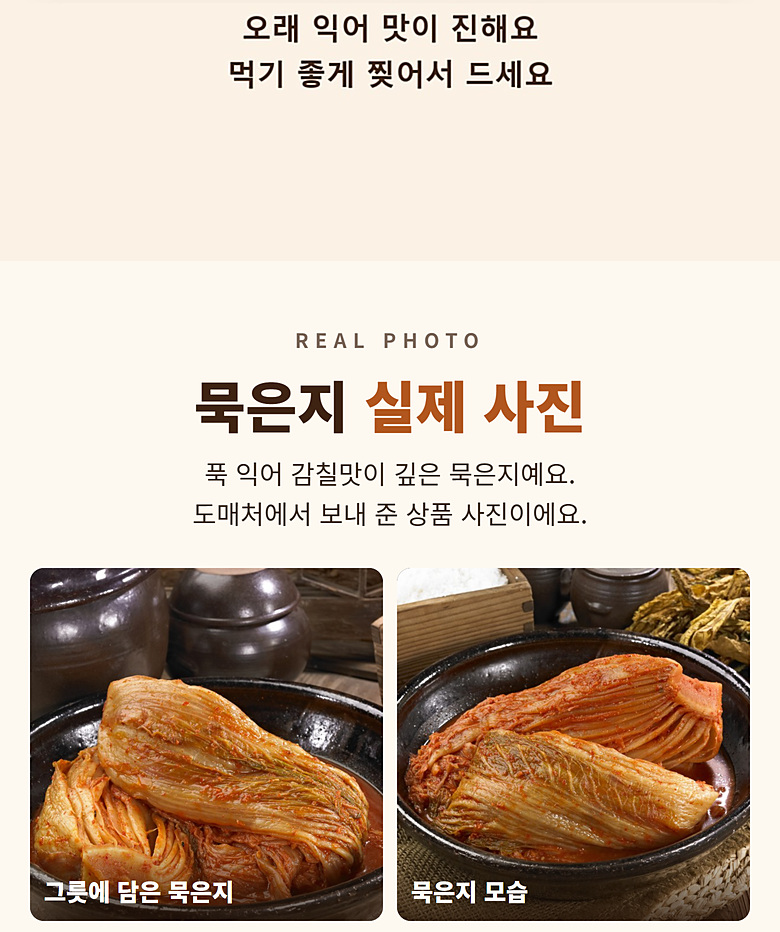 오래 익어 맛이 진해요
먹기 좋게 찢어서 드세요
REAL PHOTO
묵은지 실제 사진
푹 익어 감칠맛이 깊은 묵은지예요.
도매처에서 보내 준 상품 사진이에요.
그릇에 담은 묵은지
묵은지 모습